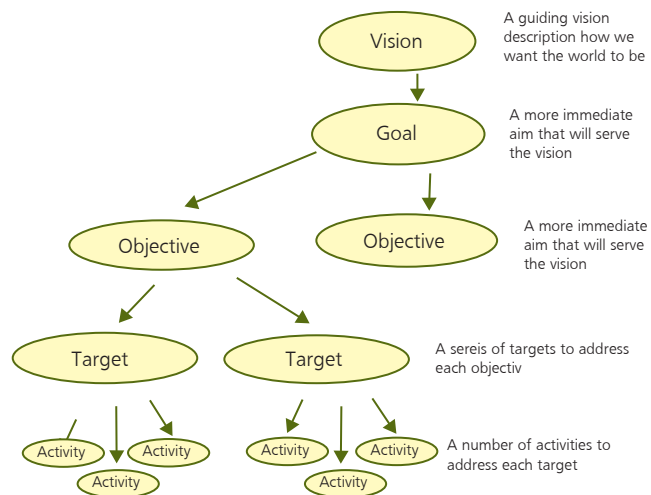 Vision
A guiding vision
description how we
want the world to be
Goal
A more immediate
aim that will serve
the vision
Objective
Objective
A more immediate
aim that will serve
the vision
Target
Target
A sereis of targets to address
each objectiv
Activity
Activity
Activity
Activity
Activity
Activity
A number of activities to
address each target